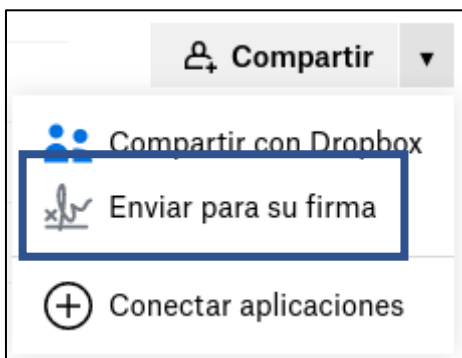 Compartir
Compartir con Dropbox
Enviar para su firma
Conectar aplicaciones